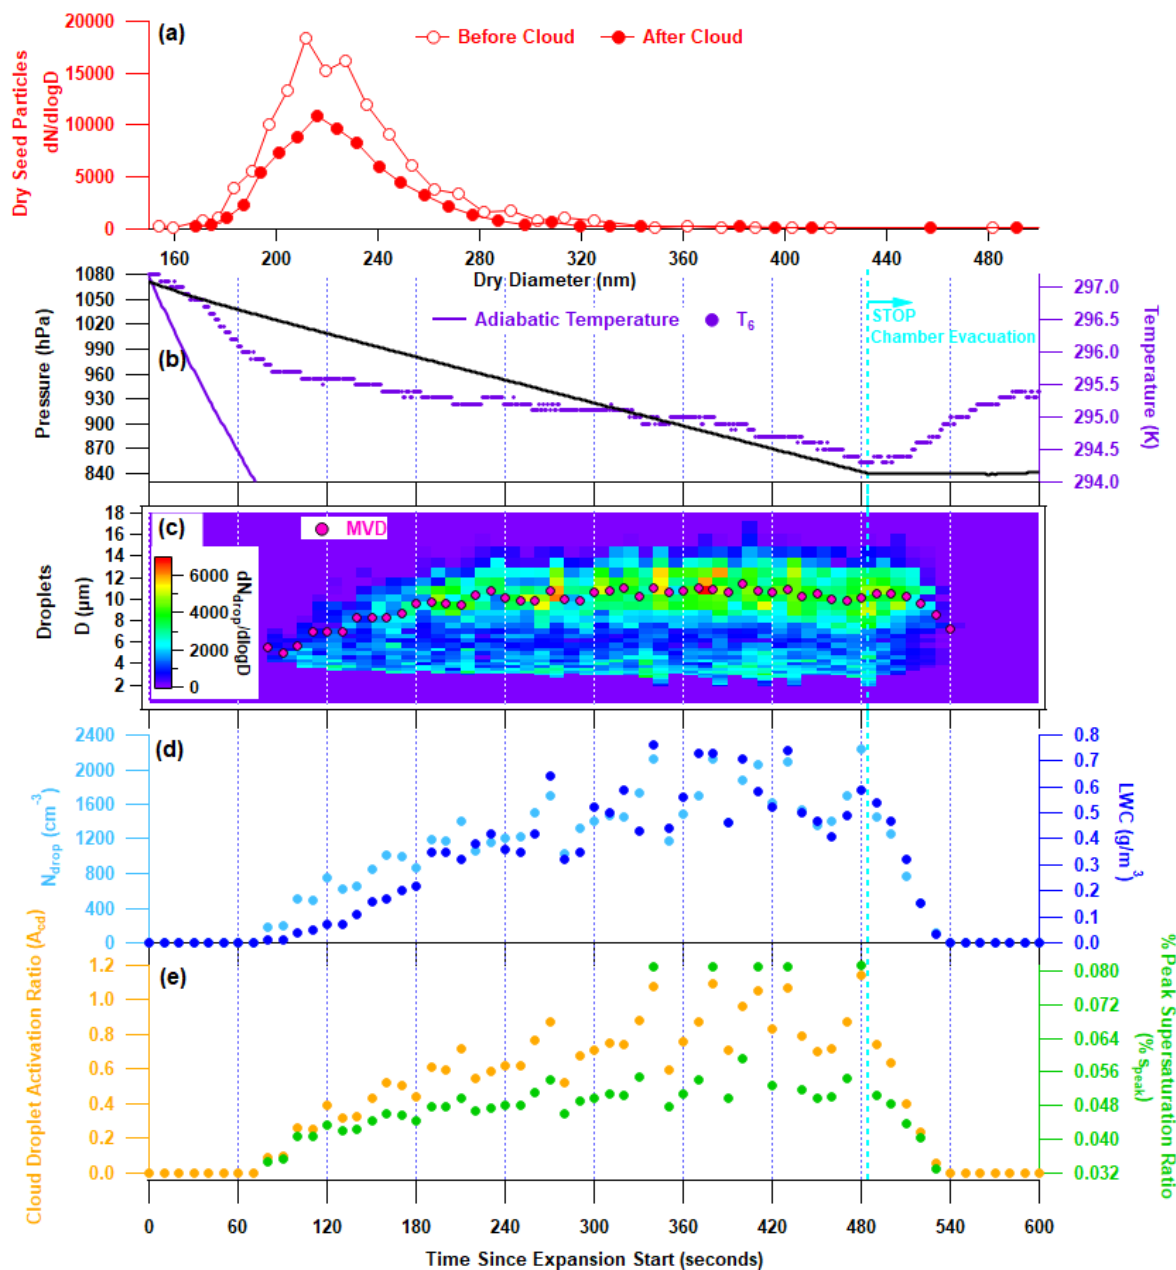 (a)
Before Cloud
After Cloud
Dry Seed Particles
dN/dlogD
20000
15000
10000
5000
0
160 200 240 280 320 360 400 440 480
Dry Diameter (nm)
(b)
Pressure (hPa)
1080
1050
1020
990
960
930
900
870
840
Adiabatic Temperature
T6
STOP
Chamber Evacuation
297.0
296.5
296.0
295.5
295.0
294.5
294.0
Temperature (K)
(c)
MVD
Droplets
D (µm)
18
16
14
12
10
8
6
4
2
6000
4000
2000
0
dNdrop/dlogD
(d)
Ndrop (cm-3)
2400
2000
1600
1200
800
400
0
0.8
0.7
0.6
0.5
0.4
0.3
0.2
0.1
0.0
LWC (g/m3)
(e)
Cloud Droplet Activation Ratio (Acd)
1.2
1.0
0.8
0.6
0.4
0.2
0.0
0.080
0.072
0.064
0.056
0.048
0.040
0.032
% Peak Supersaturation Ratio
(% speak)
0 60 120 180 240 300 360 420 480 540 600
Time Since Expansion Start (seconds)